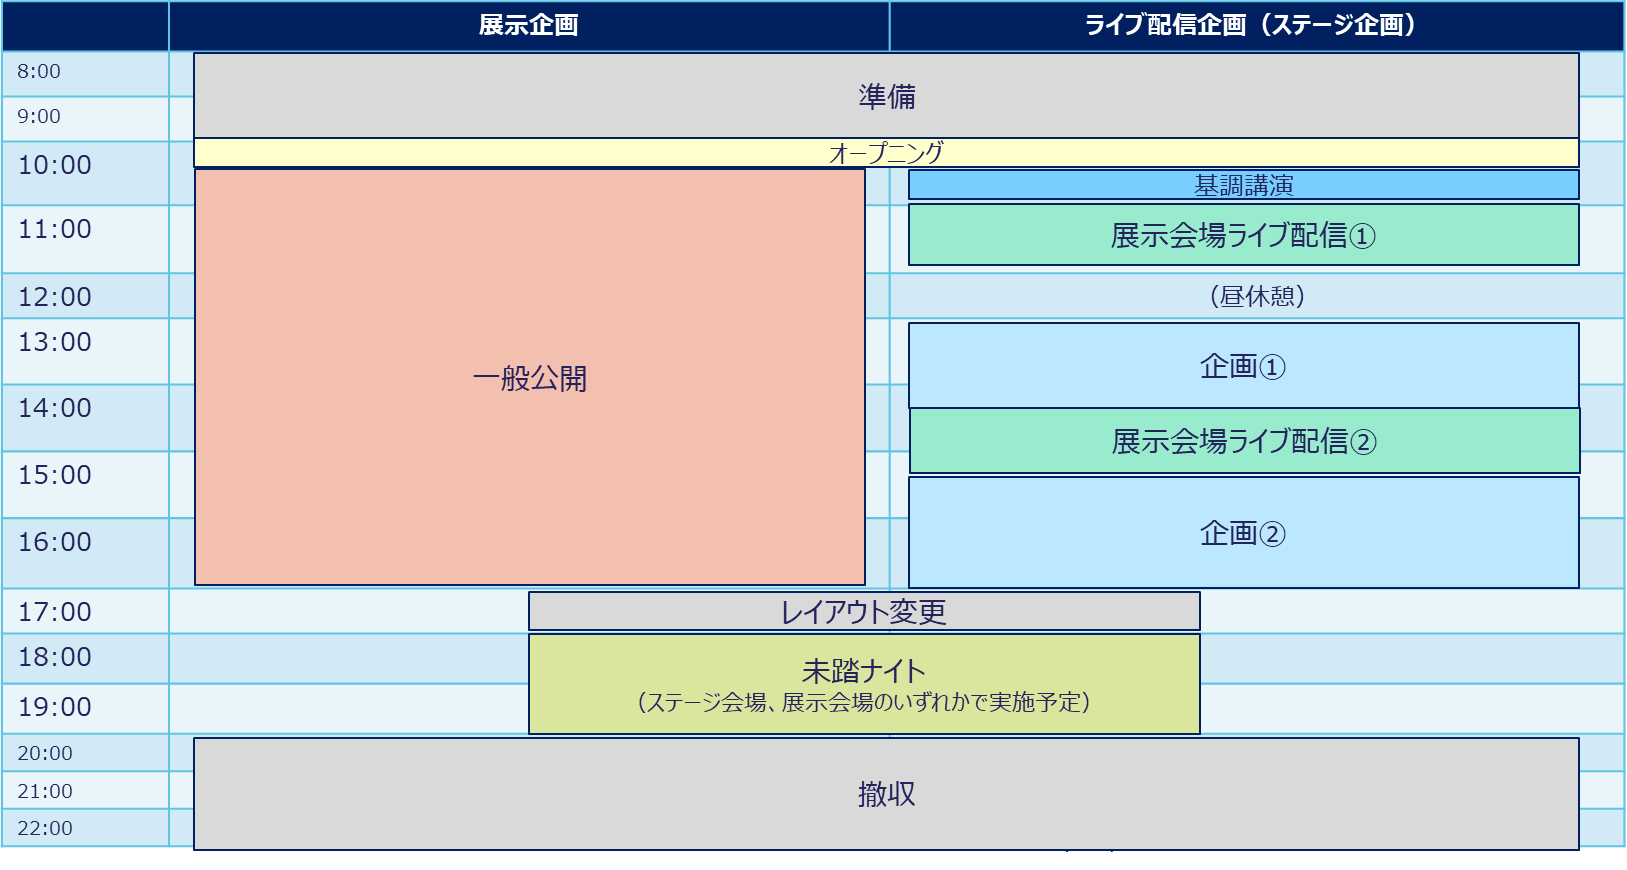 展示企画
ライブ配信企画（ステージ企画）
8:00
準備
9:00
オープニング
10:00
基調講演
11:00
展示会場ライブ配信①
12:00
（昼休憩）
13:00
企画①
一般公開
14:00
展示会場ライブ配信②
15:00
企画②
16:00
17:00
レイアウト変更
18:00
未踏ナイト
（ステージ会場、展示会場のいずれかで実施予定）
19:00
20:00
21:00
撤収
22:00